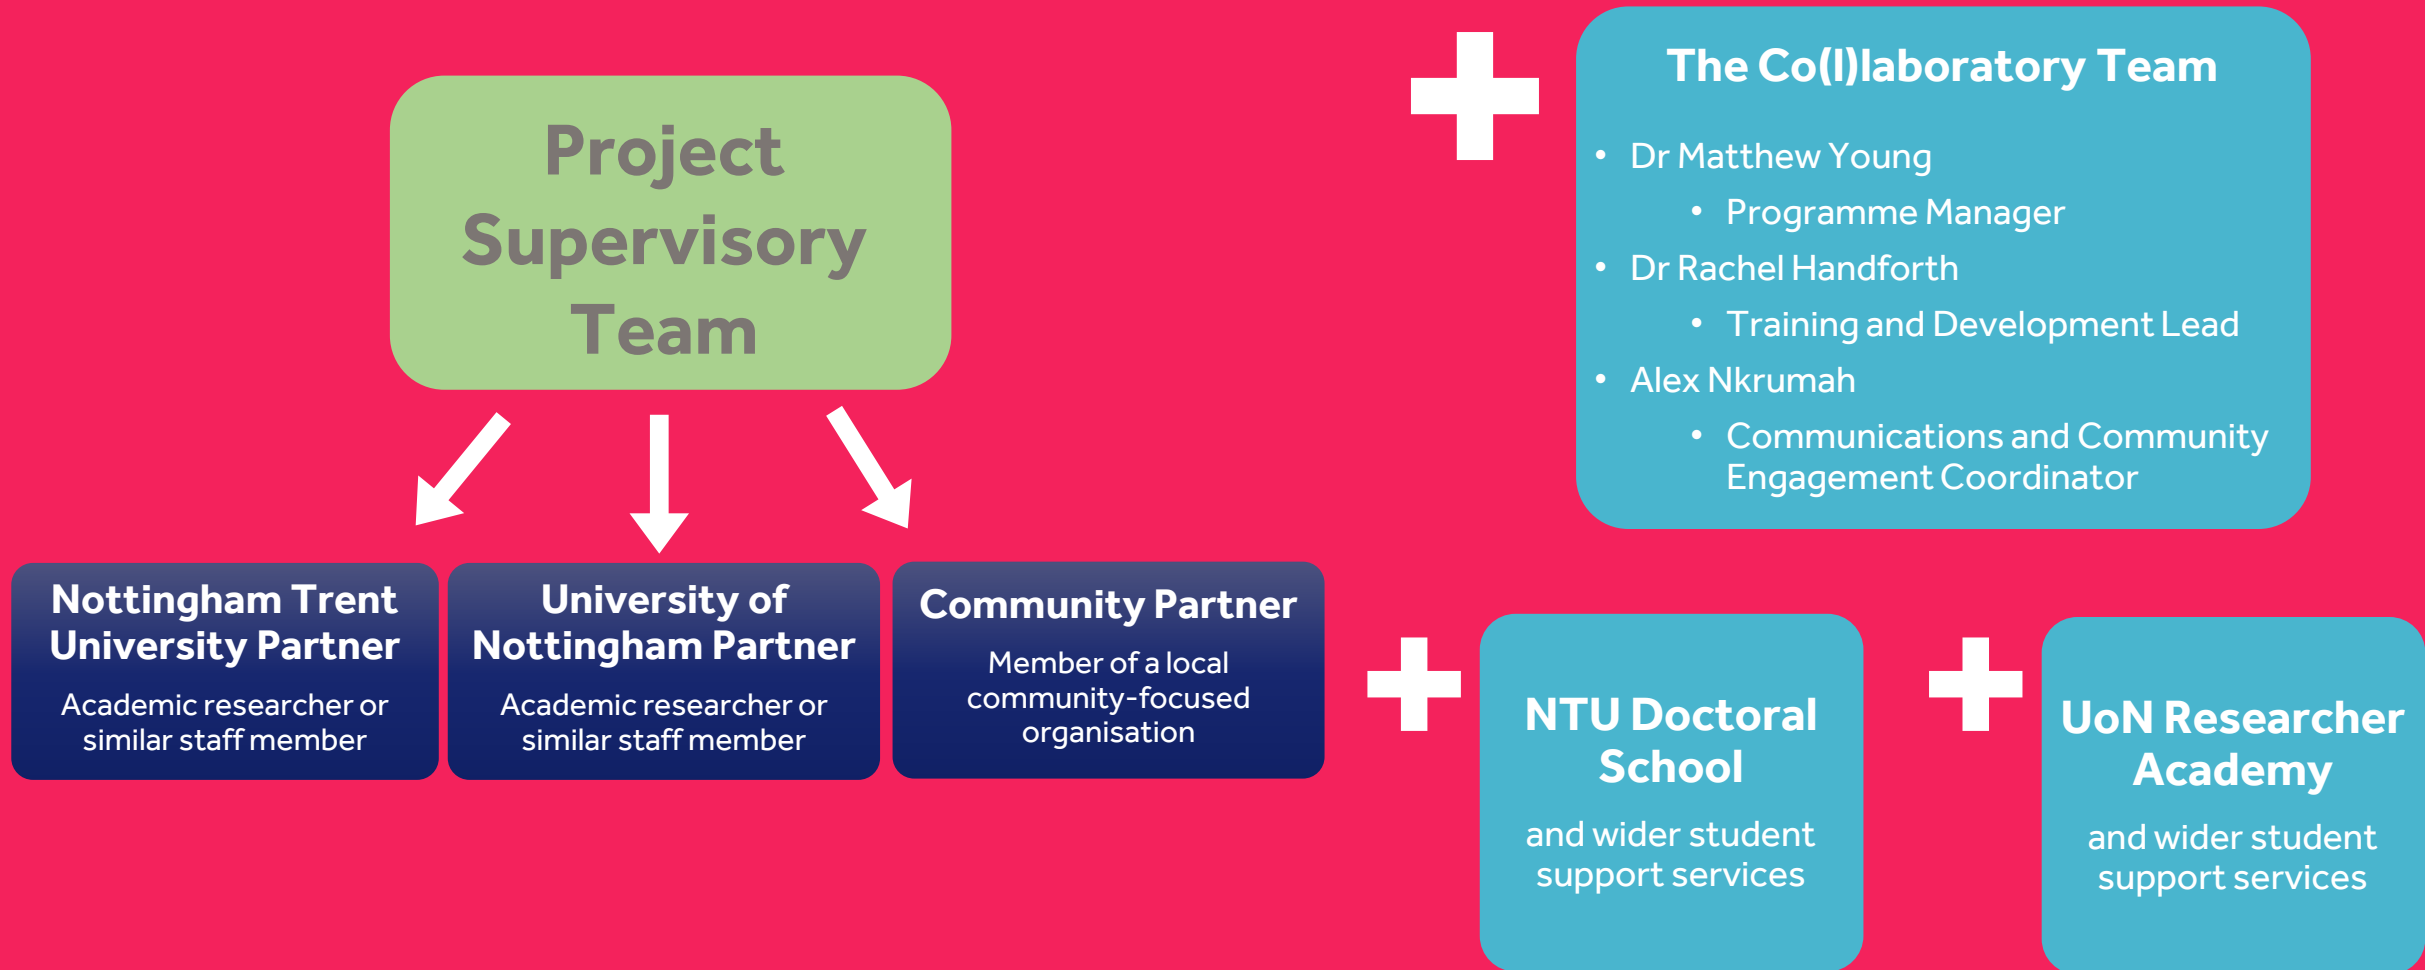 Project
Supervisory
Team
Nottingham Trent
University Partner
Academic researcher or
similar staff member
University of
Nottingham Partner
Academic researcher or
similar staff member
Community Partner
Member of a local
community-focused
organisation
The Co(l)laboratory Team
• Dr Matthew Young
• Programme Manager
• Dr Rachel Handforth
• Training and Development Lead
• Alex Nkrumah
• Communications and Community
Engagement Coordinator
NTU Doctoral
School
and wider student
support services
UoN Researcher
Academy
and wider student
support services